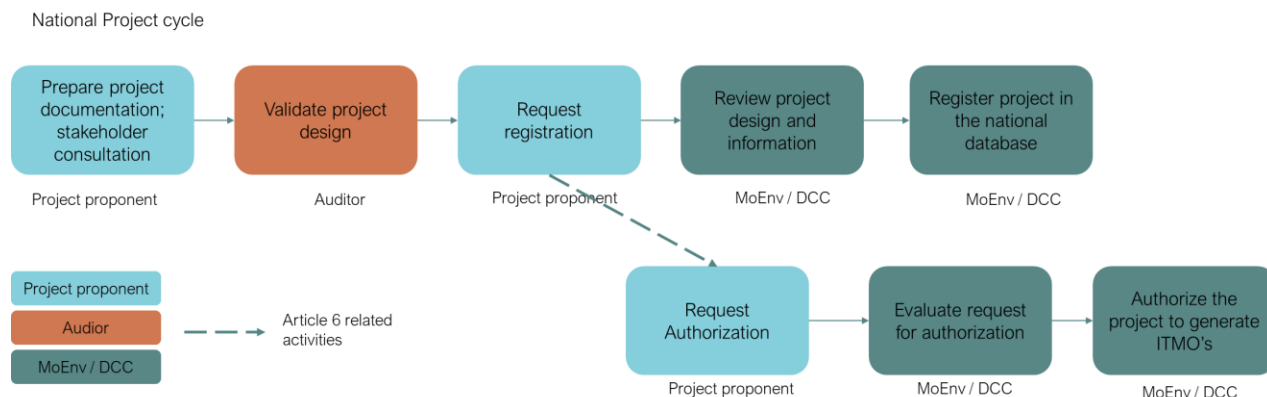 National Project cycle
Prepare project
documentation;
stakeholder
consultation
Validate project
design
Request
registration
Review project
design and
information
Register project in
the national
database
Project proponent
Auditor
Project proponent
MoEnv / DCC
MoEnv / DCC
Project proponent
Audior
MoEnv / DCC
Article 6 related
activities
Request
Authorization
Evaluate request
for authorization
Authorize the
project to generate
ITMO's
Project proponent
MoEnv / DCC
MoEnv / DCC